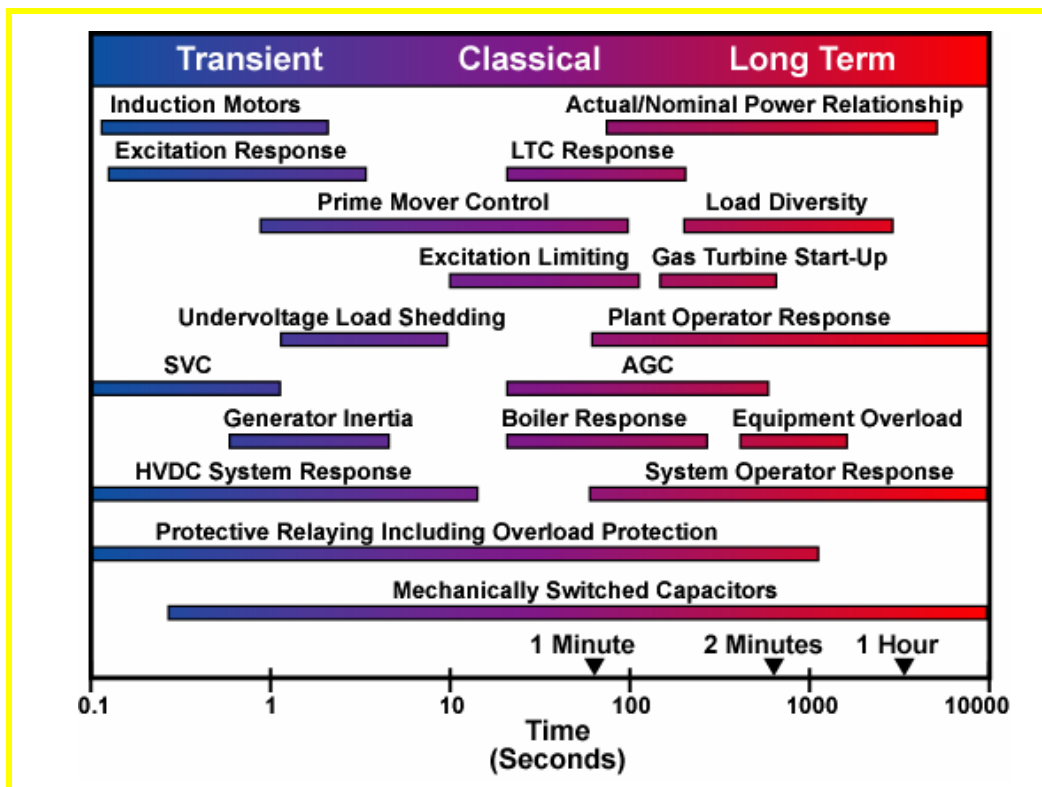 Transient Classical Long Term
Induction Motors Actual/Nominal Power Relationship
Excitation Response LTC Response
Prime Mover Control Load Diversity
Excitation Limiting Gas Turbine Start-Up
Undervoltage Load Shedding Plant Operator Response
SVC AGC
Generator Inertia Boiler Response Equipment Overload
HVDC System Response System Operator Response
Protective Relaying Including Overload Protection
Mechanically Switched Capacitors
1 Minute 2 Minutes 1 Hour
0.1 1 10 100 1000 10000
Time
(Seconds)